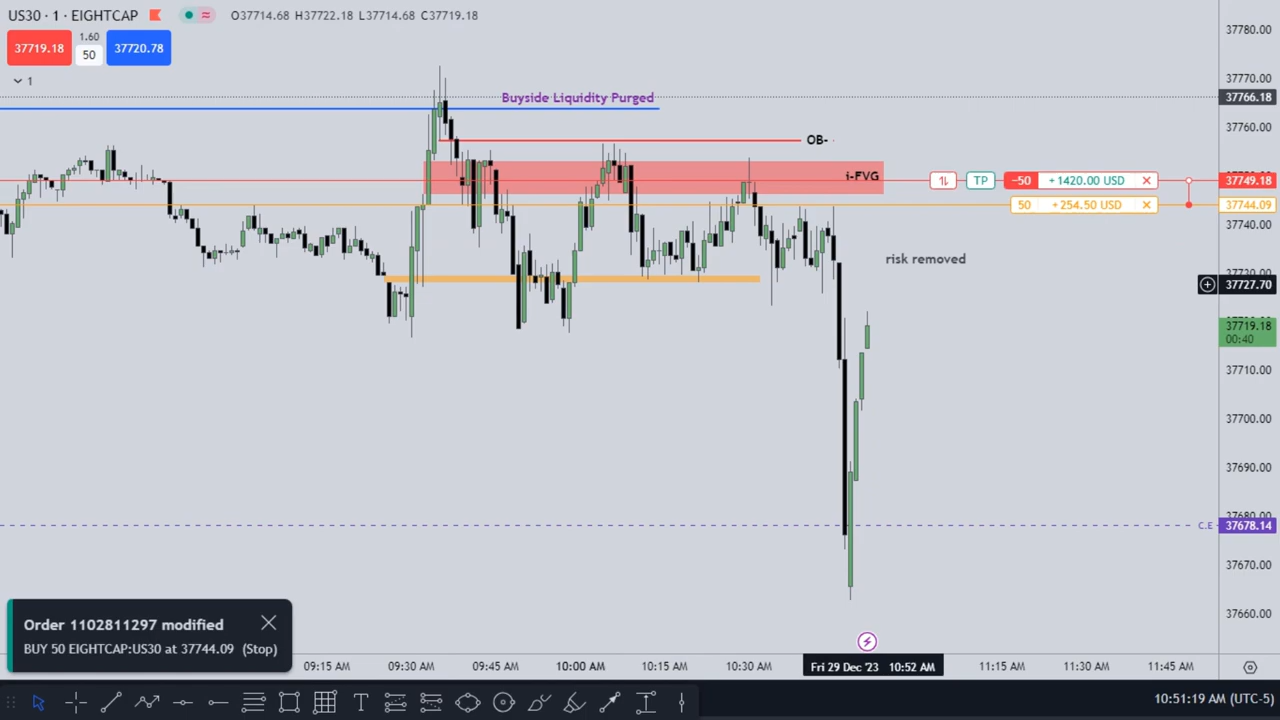 US30 · 1 · EIGHTCAP O37714.68 H37722.18 L37714.68 C37719.18
37719.18 1.60 50 37720.78
1
37780.00
37770.00
Buyside Liquidity Purged
37766.18
37760.00
OB-
i-FVG
TP -50 +1420.00 USD 37749.18
50 +254.50 USD 37744.09
37740.00
risk removed
37727.70
37719.18
00:40
37710.00
37700.00
37690.00
37680.00
C.E 37678.14
37670.00
37660.00
Order 1102811297 modified
BUY 50 EIGHTCAP:US30 at 37744.09 (Stop)
09:15 AM 09:30 AM 09:45 AM 10:00 AM 10:15 AM 10:30 AM Fri 29 Dec '23 10:52 AM 11:15 AM 11:30 AM 11:45 AM
10:51:19 AM (UTC-5)